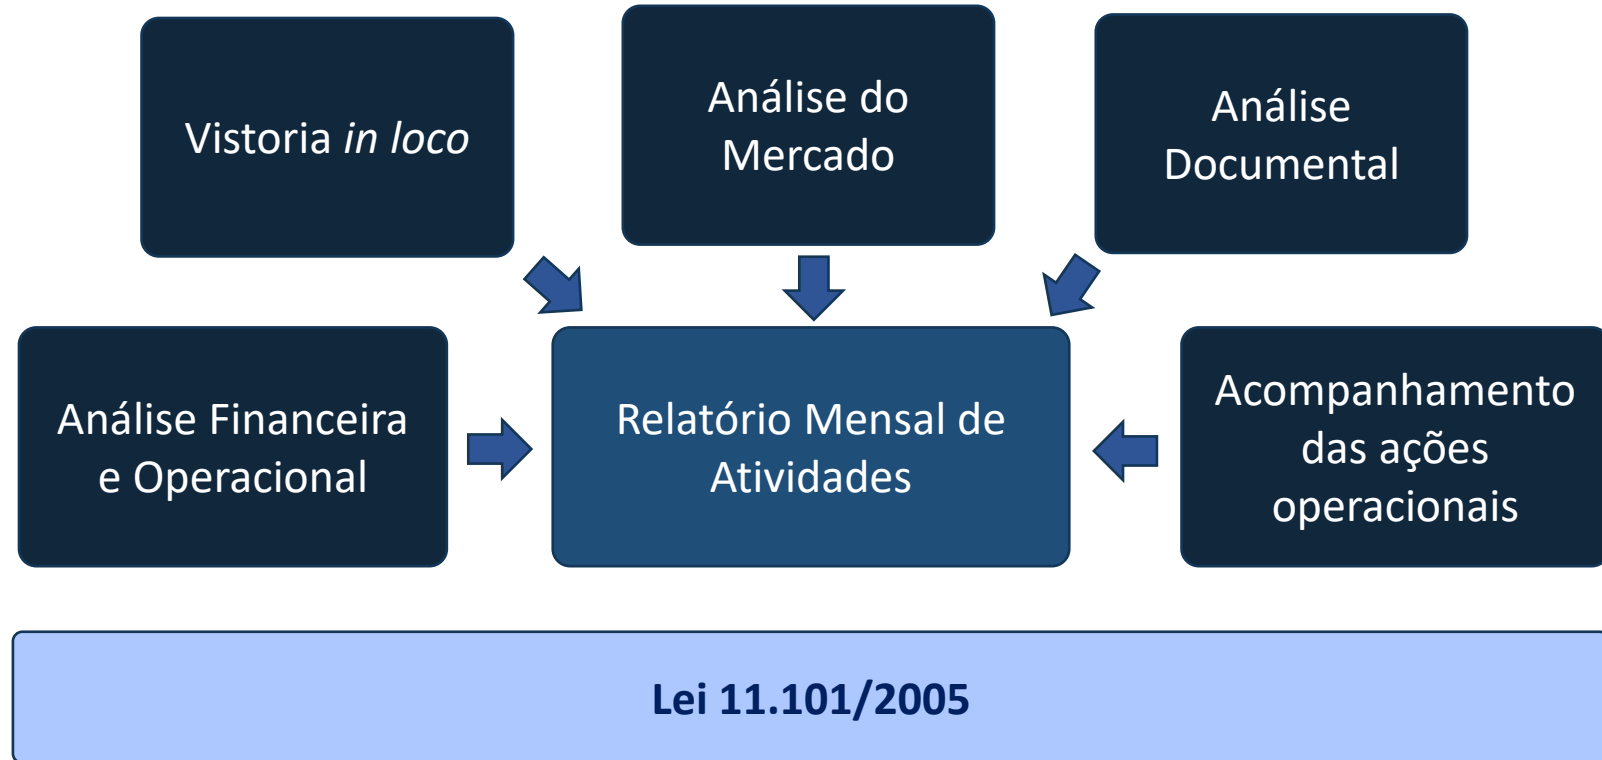 Vistoria in loco
Análise do
Mercado
Análise
Documental
Análise Financeira
e Operacional
Relatório Mensal de
Atividades
Acompanhamento
das ações
operacionais
Lei 11.101/2005